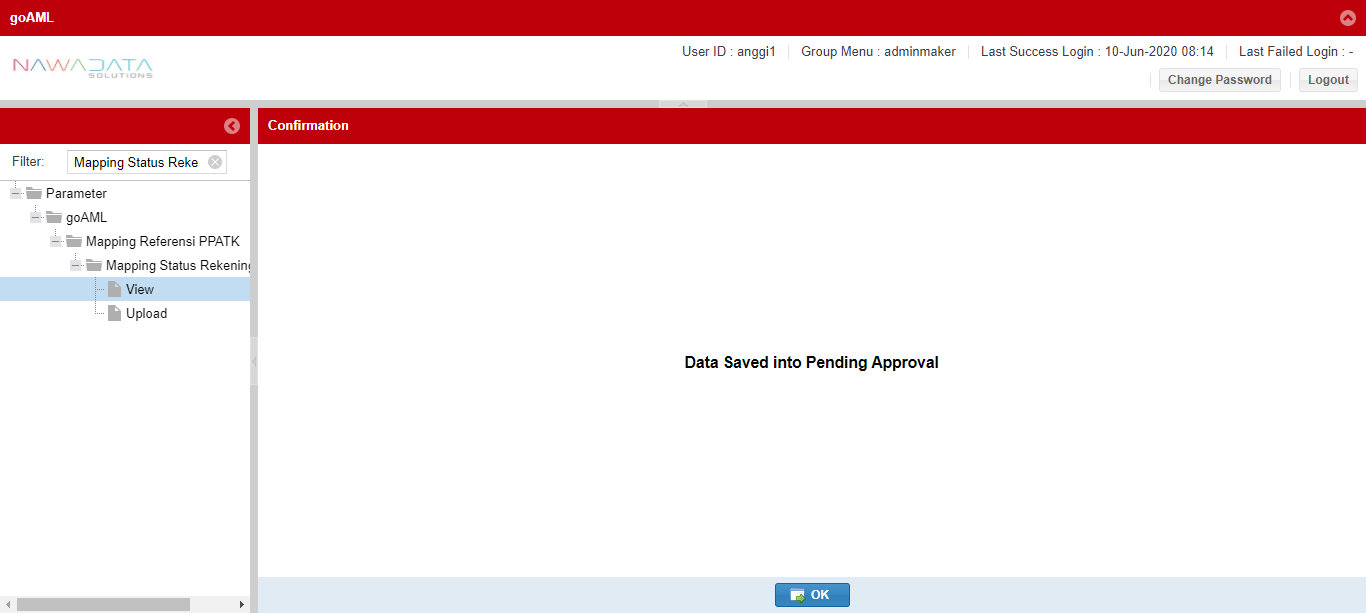 goAML
NAWADATA
SOLUTIONS
User ID : anggi1
Group Menu : adminmaker
Last Success Login : 10-Jun-2020 08:14
Last Failed Login : -
Change Password
Logout
Confirmation
Filter:
Mapping Status Reke
Parameter
goAML
Mapping Referensi PPATK
Mapping Status Rekening
View
Upload
Data Saved into Pending Approval
OK